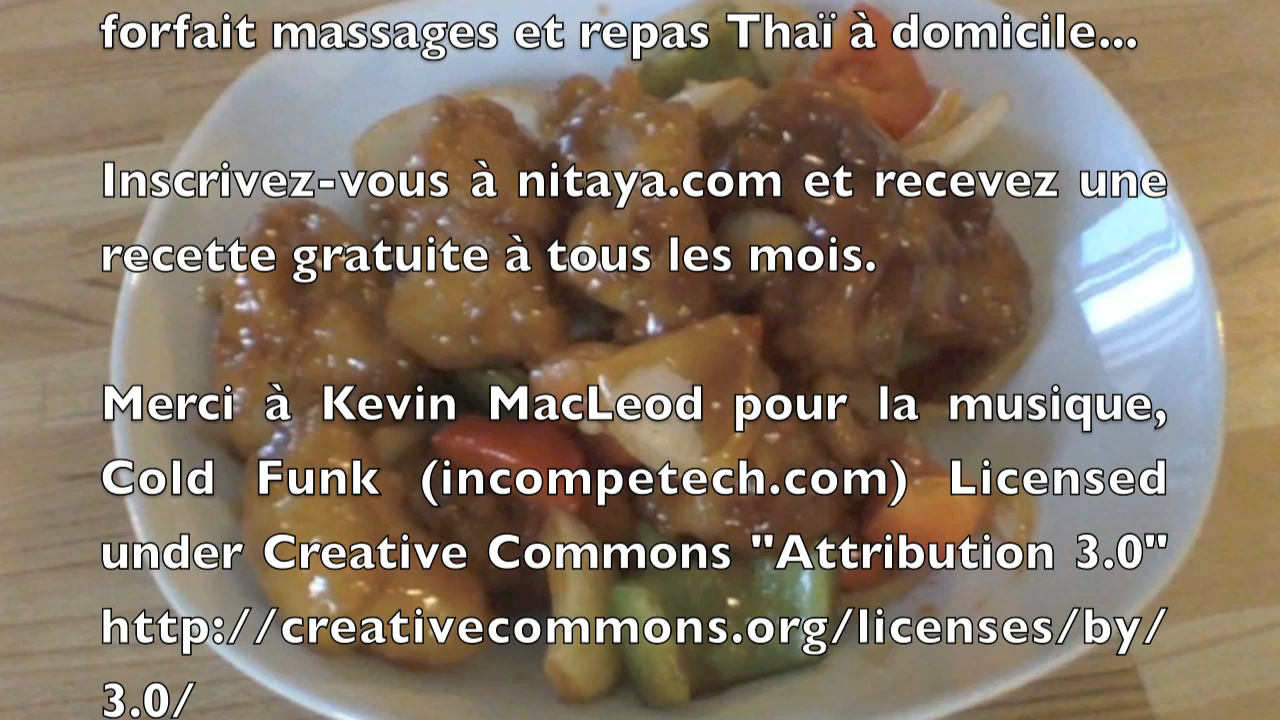 forfait massages et repas Thaï à domicile...
Inscrivez-vous à nitaya.com et recevez une
recette gratuite à tous les mois.
Merci à Kevin MacLeod pour la musique,
Cold Funk (incompetech.com) Licensed
under Creative Commons "Attribution 3.0"
http://creativecommons.org/licenses/by/
3.0/